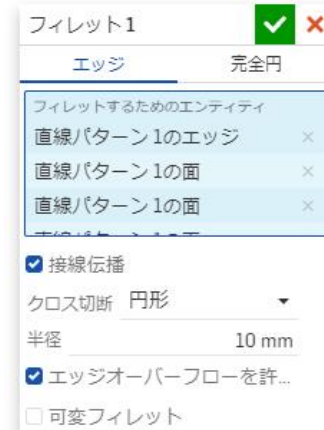 フィレット1
エッジ 完全円
フィレットするためのエンティティ
直線パターン1のエッジ
直線パターン1の面
直線パターン1の面
接線伝播
クロス切断 円形
半径 10 mm
エッジオーバーフローを許...
可変フィレット